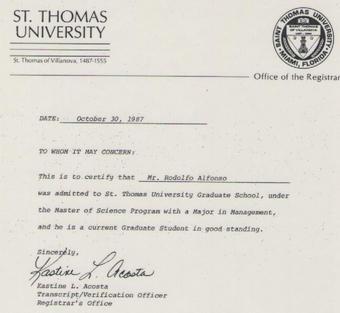 ST. THOMAS
UNIVERSITY
St. Thomas of Villanova, 1487-1555
SAINT THOMAS UNIVERSITY
MIAMI, FLORIDA
Office of the Registrar
DATE: October 30, 1987
TO WHOM IT MAY CONCERN:
This is to certify that Mr. Rodolfo Alfonso
was admitted to St. Thomas University Graduate School, under
the Master of Science Program with a Major in Management,
and he is a current Graduate Student in good standing.
Sincerely,
Kastine L. Acosta
Kastine L. Acosta
Transcript/Verification Officer
Registrar's Office